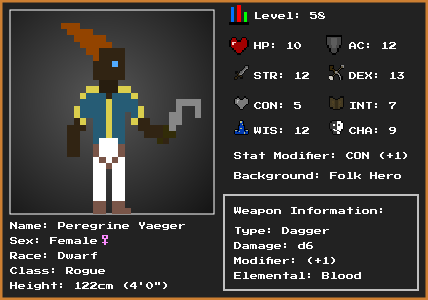 Level: 58
HP: 10 AC: 12
STR: 12 DEX: 13
CON: 5 INT: 7
WIS: 12 CHA: 9
Stat Modifier: CON (+1)
Background: Folk Hero
Name: Peregrine Yaeger
Sex: Female♀
Race: Dwarf
Class: Rogue
Height: 122cm (4'0")
Weapon Information:
Type: Dagger
Damage: d6
Modifier: (+1)
Elemental: Blood